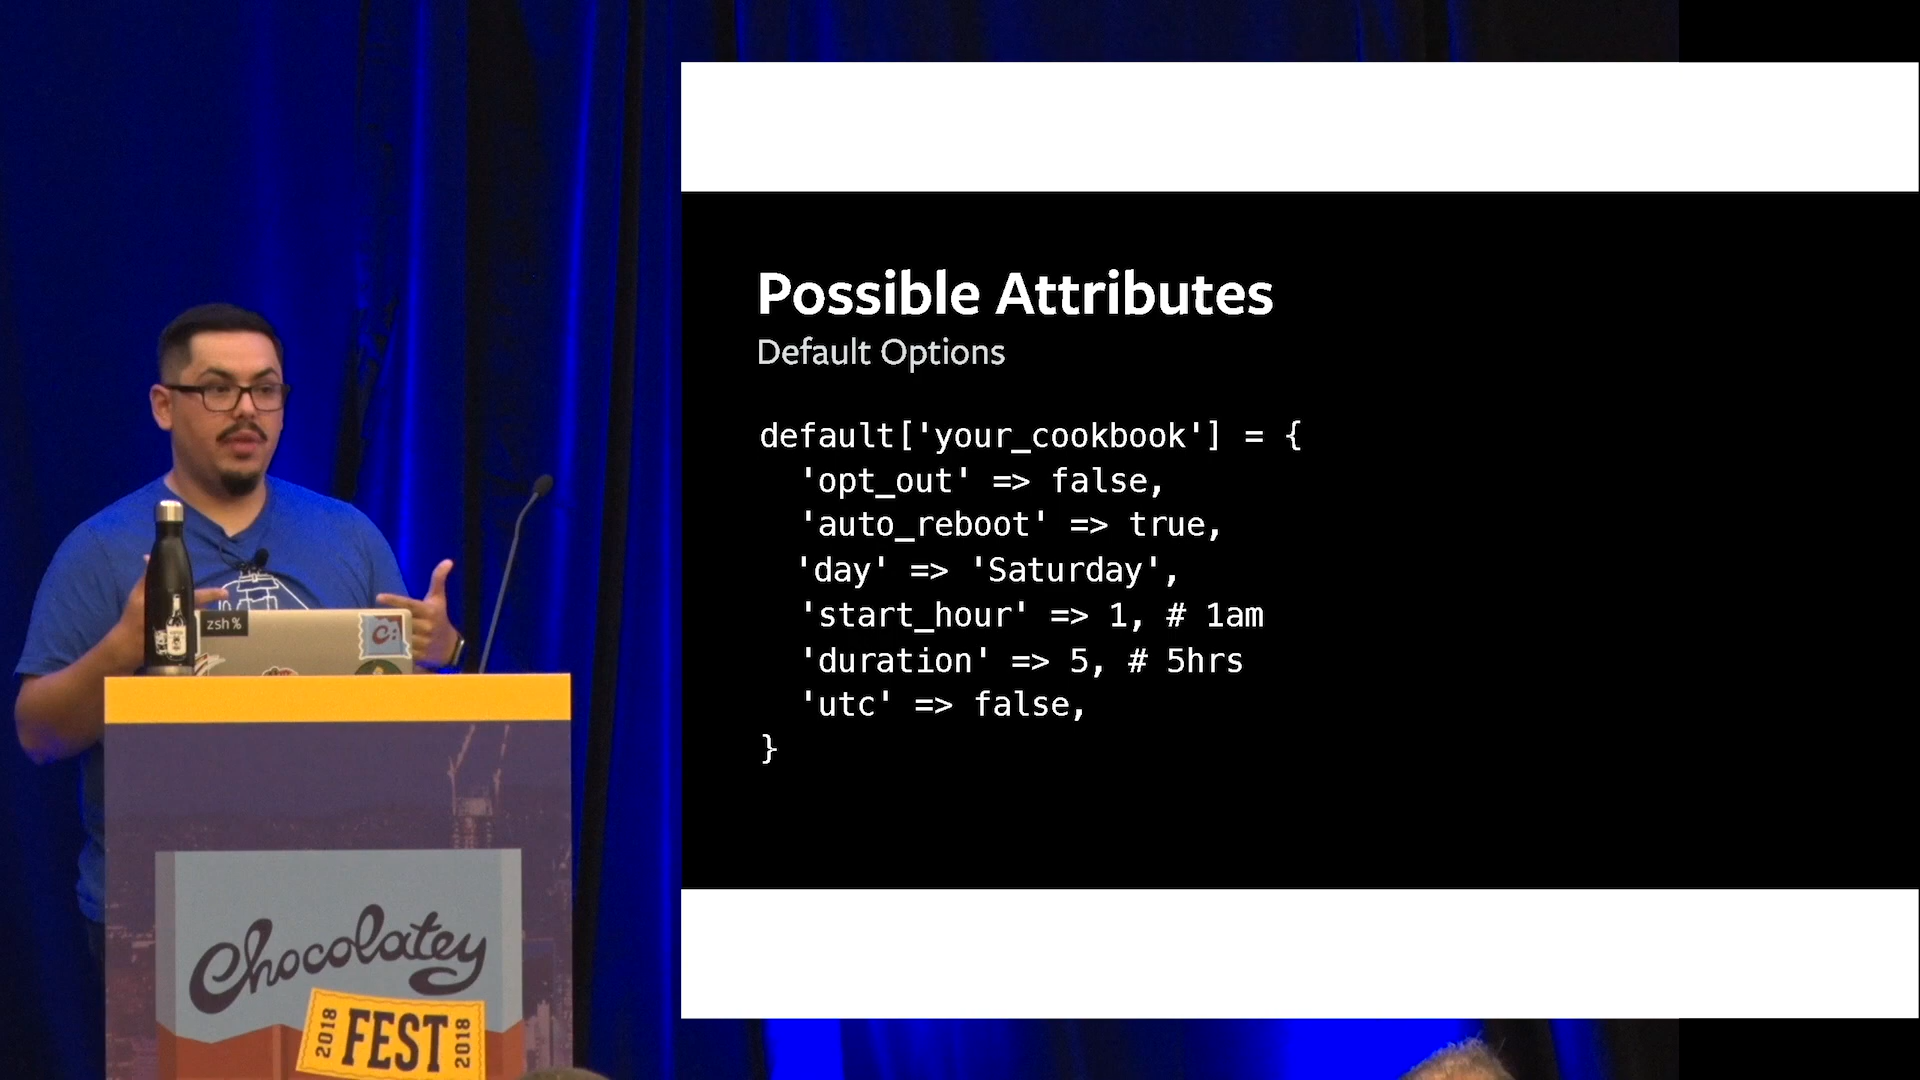 Possible Attributes
Default Options
default['your_cookbook'] = {
'opt_out' => false,
'auto_reboot' => true,
'day' => 'Saturday',
'start_hour' => 1, # 1am
'duration' => 5, # 5hrs
'utc' => false,
}
zsh %
C:
Chocolatey
2018 FEST 2018